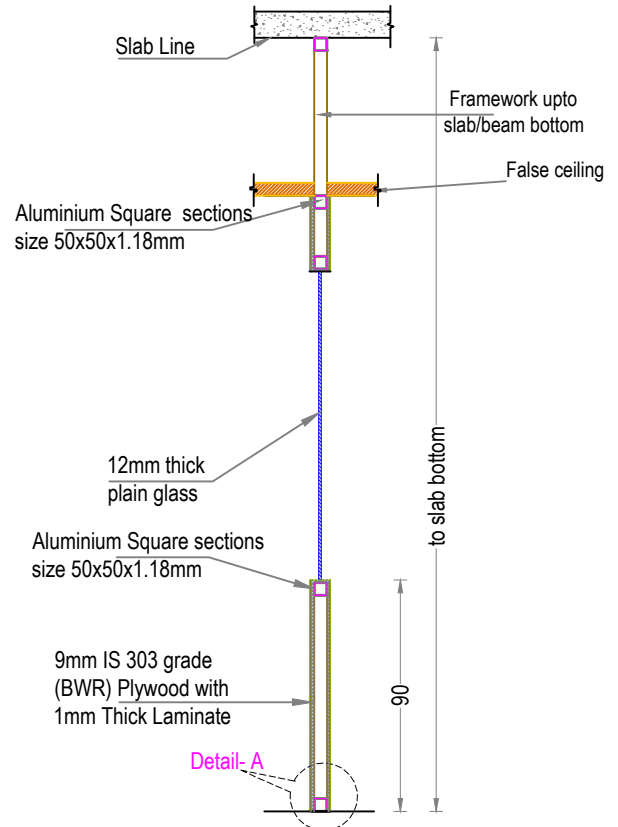 Slab Line
Framework upto
slab/beam bottom
False ceiling
Aluminium Square sections
size 50x50x1.18mm
12mm thick
plain glass
to slab bottom
Aluminium Square sections
size 50x50x1.18mm
9mm IS 303 grade
(BWR) Plywood with
1mm Thick Laminate
90
Detail- A